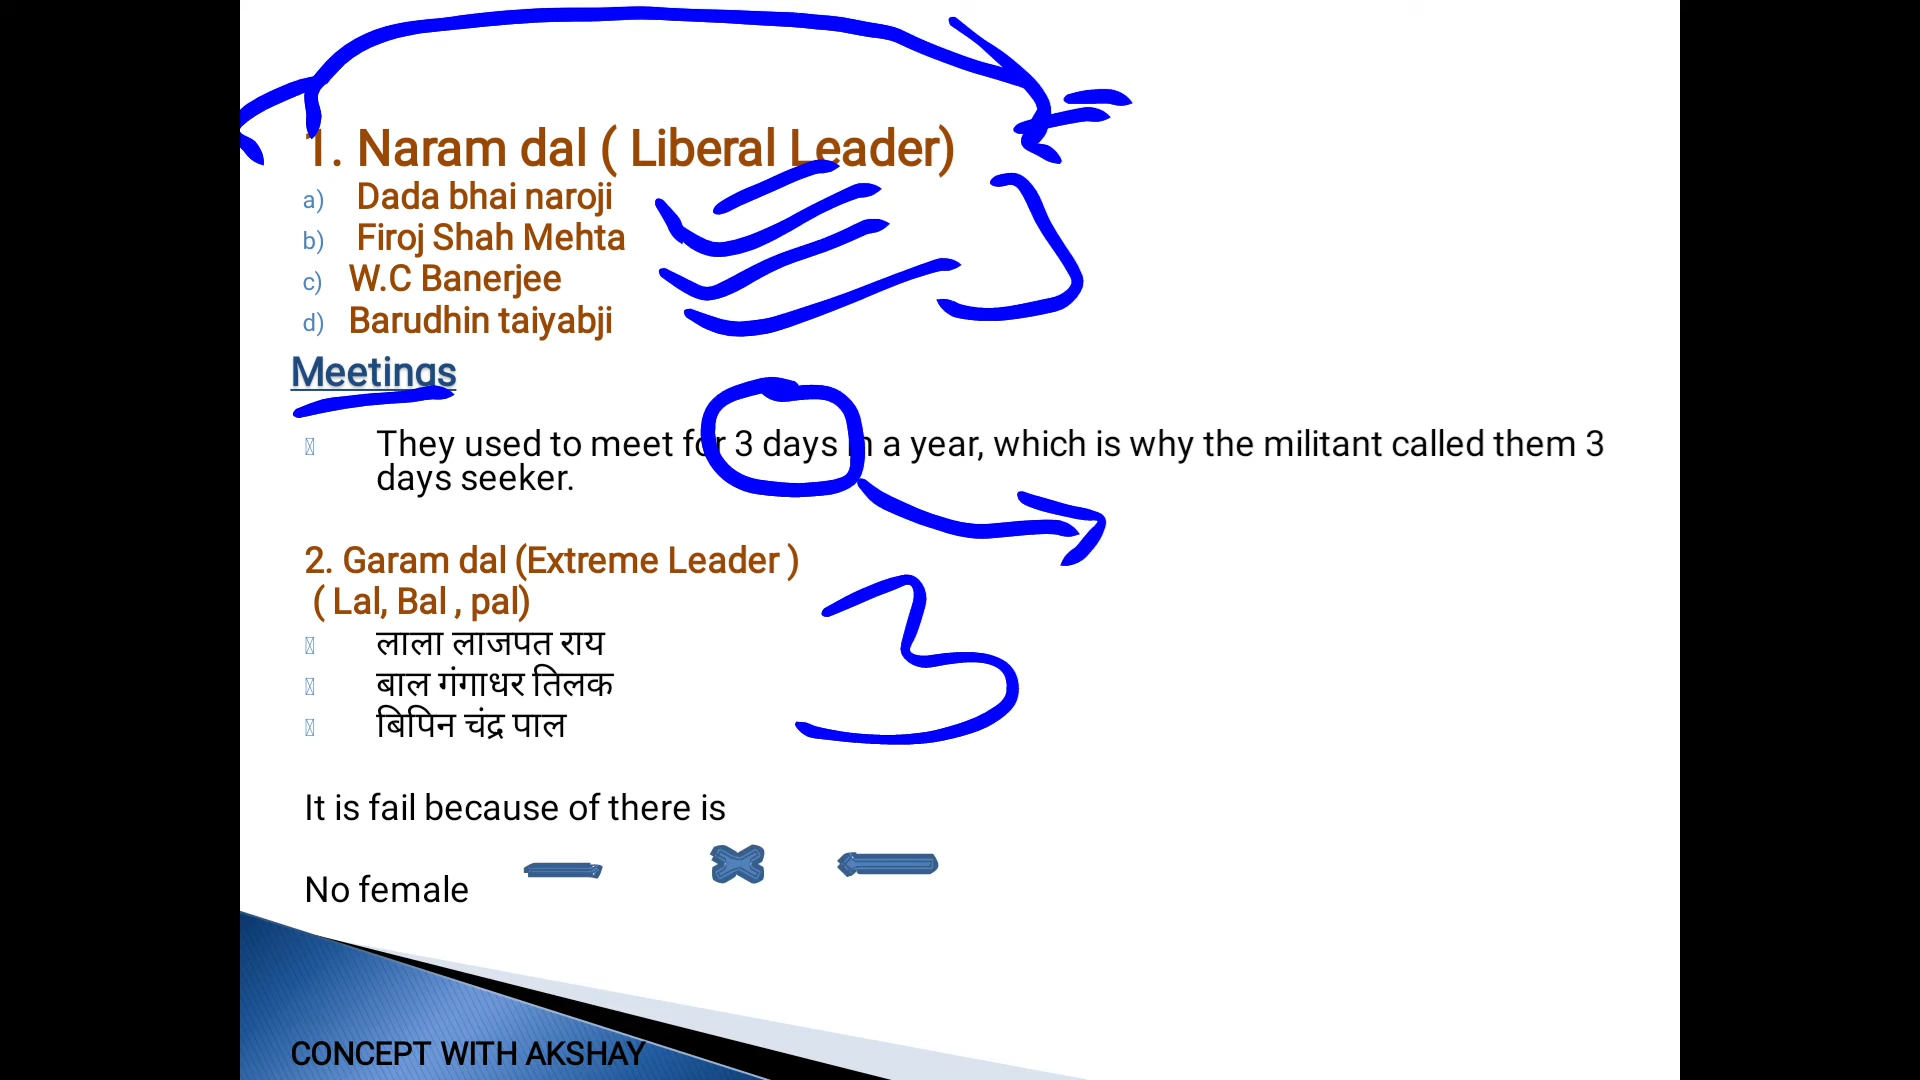 1. Naram dal ( Liberal Leader)
a) Dada bhai naroji
b) Firoj Shah Mehta
c) W.C Banerjee
d) Barudhin taiyabji
Meetings
They used to meet for 3 days in a year, which is why the militant called them 3
days seeker.
2. Garam dal (Extreme Leader )
( Lal, Bal , pal)
लाला लाजपत राय
बाल गंगाधर तिलक
बिपिन चंद्र पाल
It is fail because of there is
No female
CONCEPT WITH AKSHAY